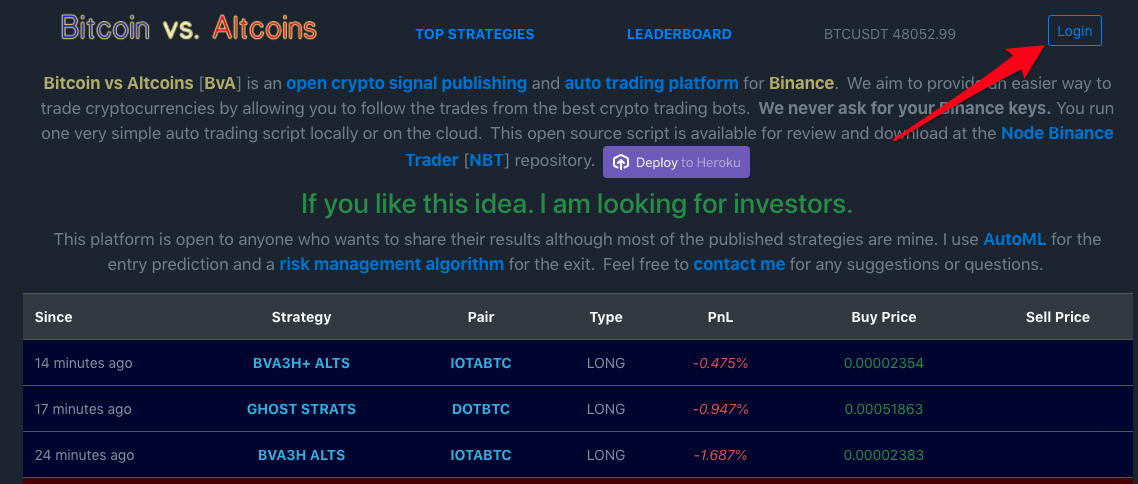 Bitcoin vs. Altcoins TOP STRATEGIES LEADERBOARD BTCUSDT 48052.99 Login
Bitcoin vs Altcoins [BvA] is an open crypto signal publishing and auto trading platform for Binance. We aim to provide an easier way to
trade cryptocurrencies by allowing you to follow the trades from the best crypto trading bots. We never ask for your Binance keys. You run
one very simple auto trading script locally or on the cloud. This open source script is available for review and download at the Node Binance
Trader [NBT] repository. Deploy to Heroku
If you like this idea. I am looking for investors.
This platform is open to anyone who wants to share their results although most of the published strategies are mine. I use AutoML for the
entry prediction and a risk management algorithm for the exit. Feel free to contact me for any suggestions or questions.
Since Strategy Pair Type PnL Buy Price Sell Price
14 minutes ago BVA3H+ ALTS IOTABTC LONG -0.475% 0.00002354
17 minutes ago GHOST STRATS DOTBTC LONG -0.947% 0.00051863
24 minutes ago BVA3H ALTS IOTABTC LONG -1.687% 0.00002383